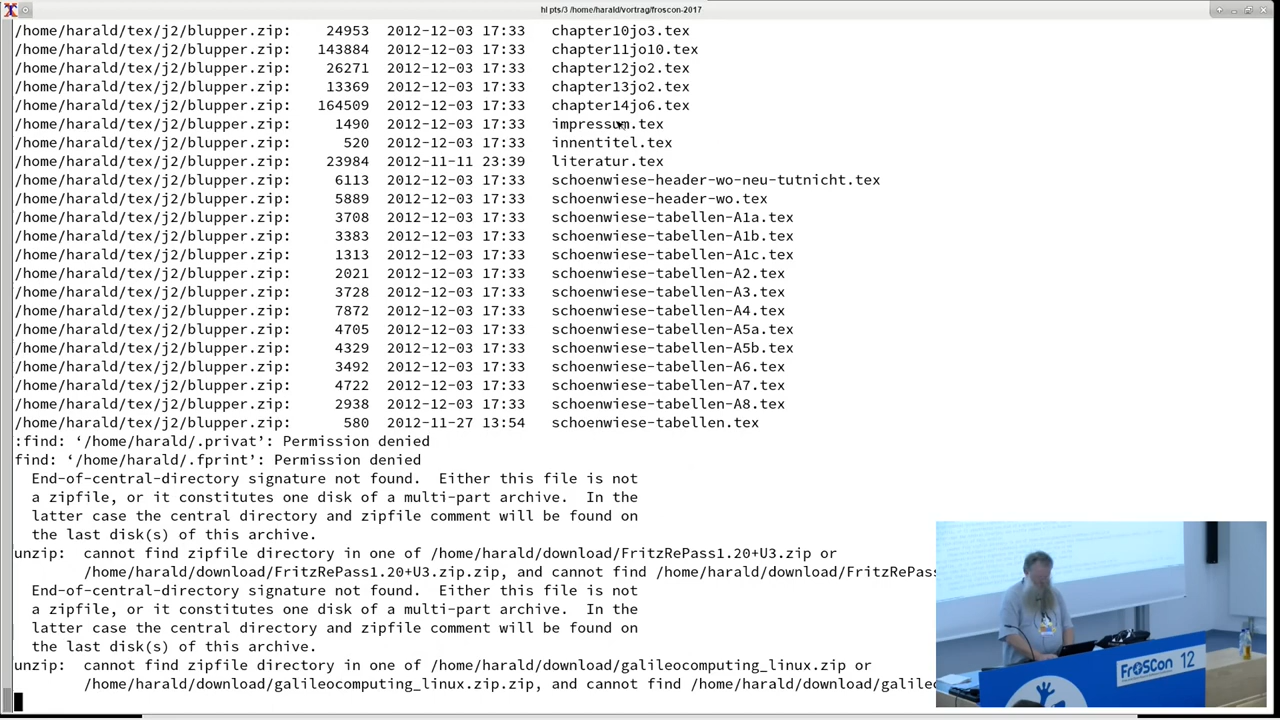 hl pts/3 /home/harald/vortrag/froscon-2017
/home/harald/tex/j2/blupper.zip:    24953  2012-12-03 17:33   chapter10jo3.tex
/home/harald/tex/j2/blupper.zip:   143884  2012-12-03 17:33   chapter11jo10.tex
/home/harald/tex/j2/blupper.zip:    26271  2012-12-03 17:33   chapter12jo2.tex
/home/harald/tex/j2/blupper.zip:    13369  2012-12-03 17:33   chapter13jo2.tex
/home/harald/tex/j2/blupper.zip:   164509  2012-12-03 17:33   chapter14jo6.tex
/home/harald/tex/j2/blupper.zip:     1490  2012-12-03 17:33   impressum.tex
/home/harald/tex/j2/blupper.zip:      520  2012-12-03 17:33   innentitel.tex
/home/harald/tex/j2/blupper.zip:    23984  2012-11-11 23:39   literatur.tex
/home/harald/tex/j2/blupper.zip:     6113  2012-12-03 17:33   schoenwiese-header-wo-neu-tutnicht.tex
/home/harald/tex/j2/blupper.zip:     5889  2012-12-03 17:33   schoenwiese-header-wo.tex
/home/harald/tex/j2/blupper.zip:     3708  2012-12-03 17:33   schoenwiese-tabellen-A1a.tex
/home/harald/tex/j2/blupper.zip:     3383  2012-12-03 17:33   schoenwiese-tabellen-A1b.tex
/home/harald/tex/j2/blupper.zip:     1313  2012-12-03 17:33   schoenwiese-tabellen-A1c.tex
/home/harald/tex/j2/blupper.zip:     2021  2012-12-03 17:33   schoenwiese-tabellen-A2.tex
/home/harald/tex/j2/blupper.zip:     3728  2012-12-03 17:33   schoenwiese-tabellen-A3.tex
/home/harald/tex/j2/blupper.zip:     7872  2012-12-03 17:33   schoenwiese-tabellen-A4.tex
/home/harald/tex/j2/blupper.zip:     4705  2012-12-03 17:33   schoenwiese-tabellen-A5a.tex
/home/harald/tex/j2/blupper.zip:     4329  2012-12-03 17:33   schoenwiese-tabellen-A5b.tex
/home/harald/tex/j2/blupper.zip:     3492  2012-12-03 17:33   schoenwiese-tabellen-A6.tex
/home/harald/tex/j2/blupper.zip:     4722  2012-12-03 17:33   schoenwiese-tabellen-A7.tex
/home/harald/tex/j2/blupper.zip:     2938  2012-12-03 17:33   schoenwiese-tabellen-A8.tex
/home/harald/tex/j2/blupper.zip:      580  2012-11-27 13:54   schoenwiese-tabellen.tex
:find: ‘/home/harald/.privat’: Permission denied
find: ‘/home/harald/.fprint’: Permission denied
  End-of-central-directory signature not found.  Either this file is not
  a zipfile, or it constitutes one disk of a multi-part archive.  In the
  latter case the central directory and zipfile comment will be found on
  the last disk(s) of this archive.
unzip:  cannot find zipfile directory in one of /home/harald/download/FritzRePass1.20+U3.zip or
        /home/harald/download/FritzRePass1.20+U3.zip.zip, and cannot find /home/harald/download/FritzRePass
  End-of-central-directory signature not found.  Either this file is not
  a zipfile, or it constitutes one disk of a multi-part archive.  In the
  latter case the central directory and zipfile comment will be found on
  the last disk(s) of this archive.
unzip:  cannot find zipfile directory in one of /home/harald/download/galileocomputing_linux.zip or
        /home/harald/download/galileocomputing_linux.zip.zip, and cannot find /home/harald/download/galileo
FrOSCon 12